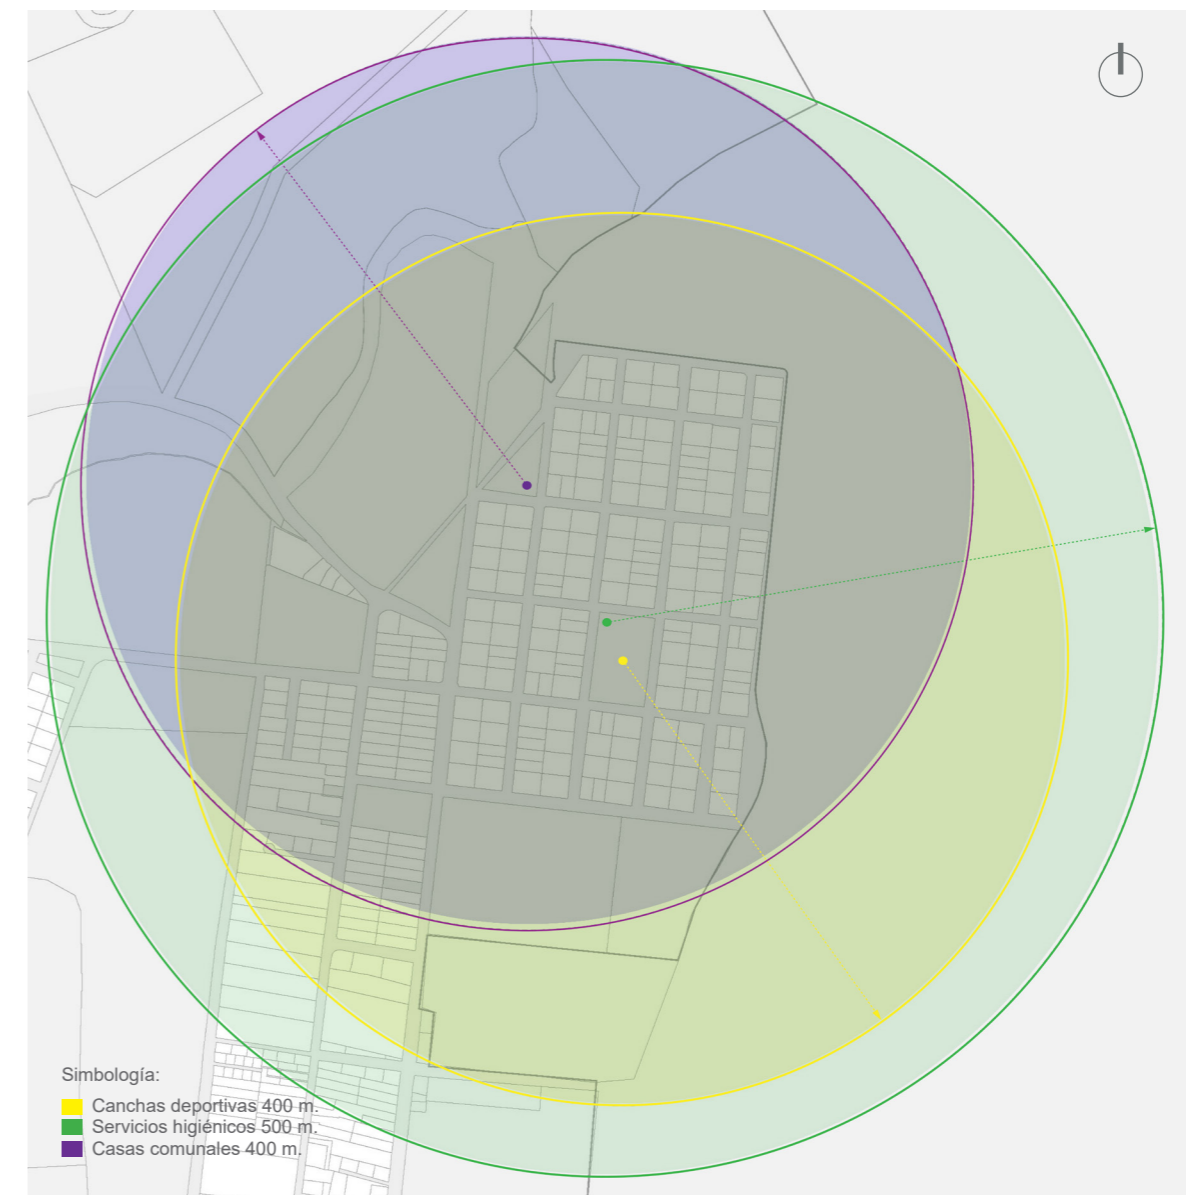 Simbología:
Canchas deportivas 400 m.
Servicios higiénicos 500 m.
Casas comunales 400 m.